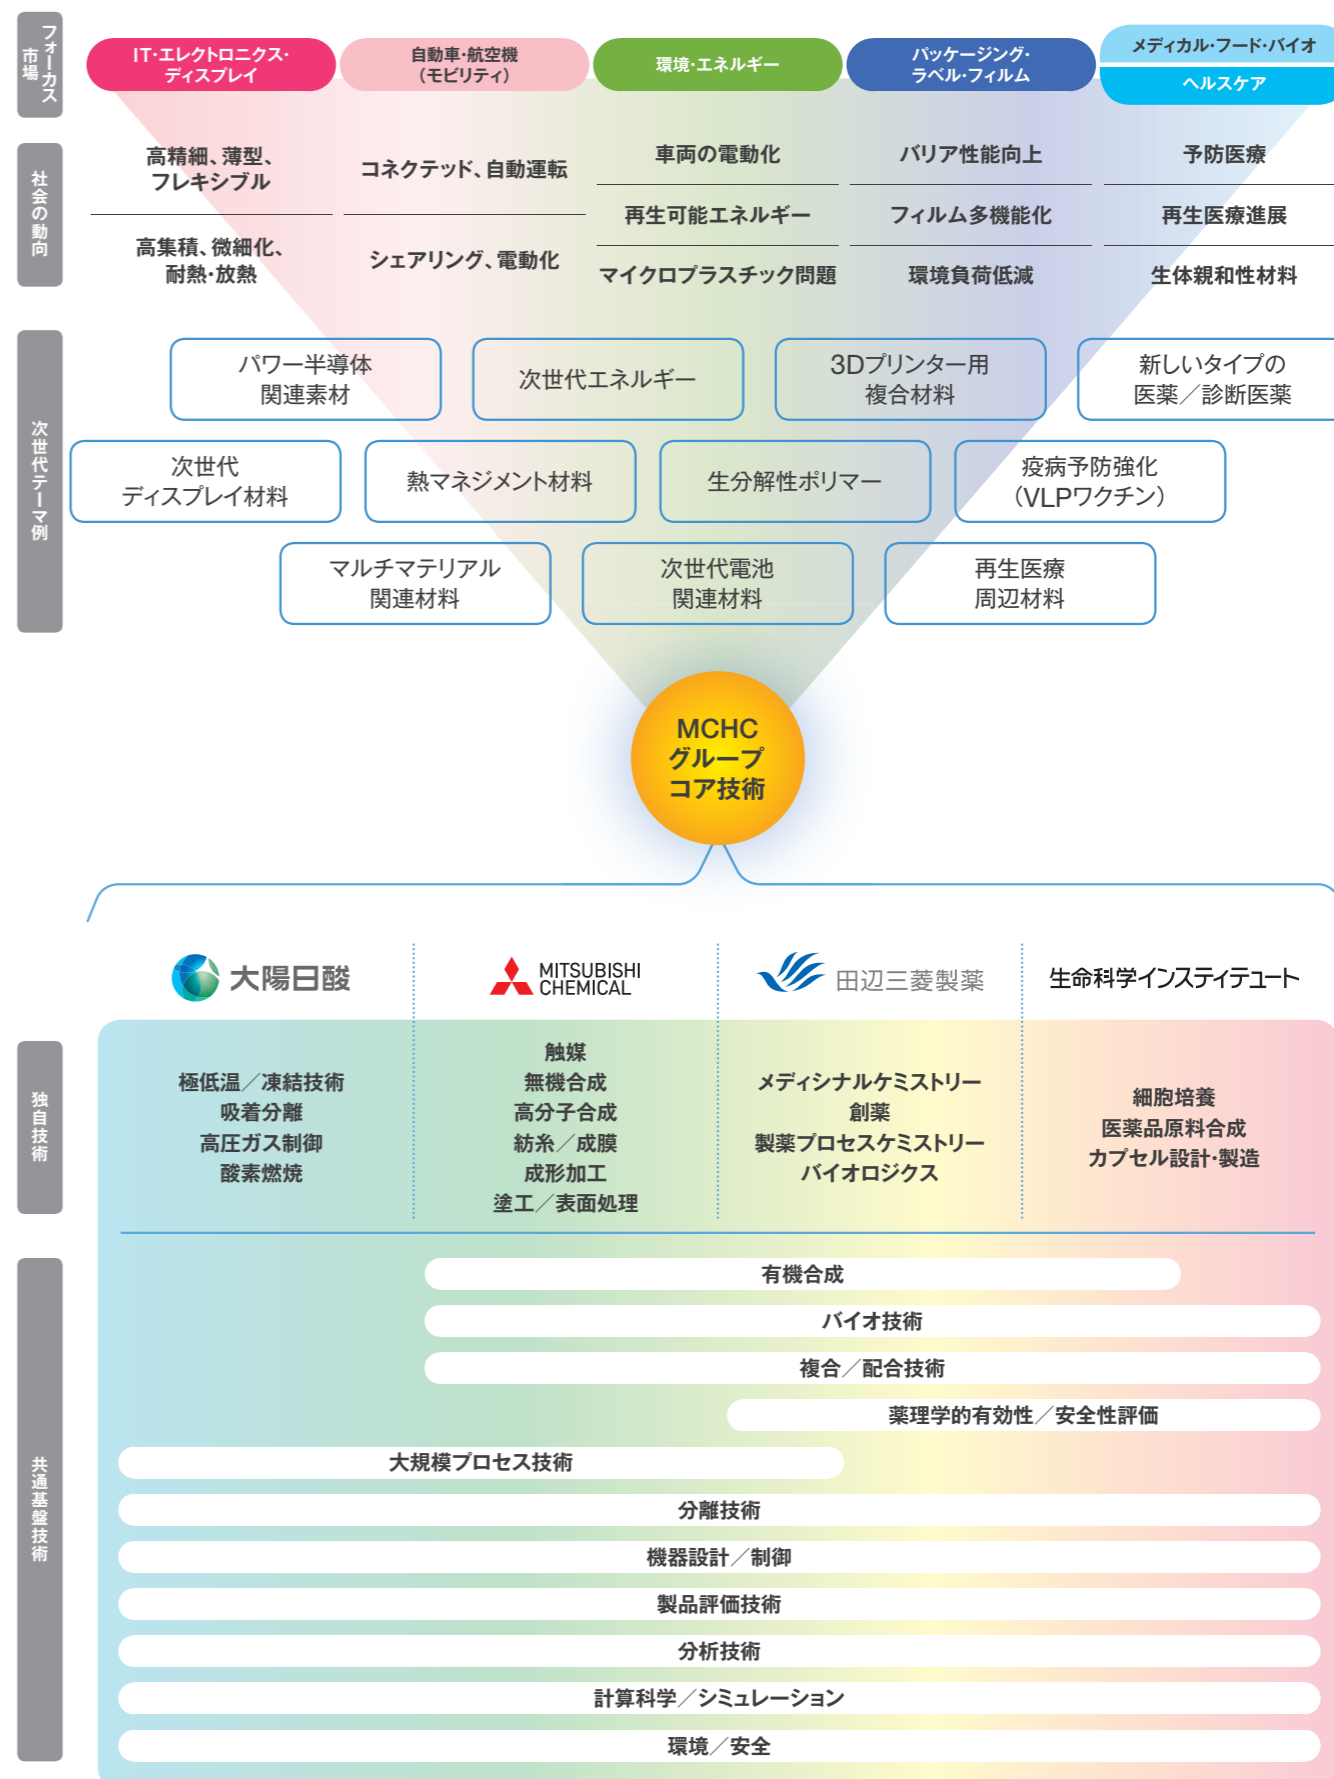 フォーカス
市場
IT・エレクトロニクス・
ディスプレイ
自動車・航空機
(モビリティ)
環境・エネルギー
パッケージング・
ラベル・フィルム
メディカル・フード・バイオ
ヘルスケア
社会の動向
高精細、薄型、
フレキシブル
高集積、微細化、
耐熱・放熱
コネクテッド、自動運転
シェアリング、電動化
車両の電動化
再生可能エネルギー
マイクロプラスチック問題
バリア性能向上
フィルム多機能化
環境負荷低減
予防医療
再生医療進展
生体親和性材料
次世代テーマ例
パワー半導体
関連素材
次世代エネルギー
3Dプリンター用
複合材料
新しいタイプの
医薬／診断医薬
次世代
ディスプレイ材料
熱マネジメント材料
生分解性ポリマー
疫病予防強化
(VLPワクチン)
マルチマテリアル
関連材料
次世代電池
関連材料
再生医療
周辺材料
MCHC
グループ
コア技術
大陽日酸
MITSUBISHI
CHEMICAL
田辺三菱製薬
生命科学インスティテュート
独自技術
極低温／凍結技術
吸着分離
高圧ガス制御
酸素燃焼
触媒
無機合成
高分子合成
紡糸／成膜
成形加工
塗工／表面処理
メディシナルケミストリー
創薬
製薬プロセスケミストリー
バイオロジクス
細胞培養
医薬品原料合成
カプセル設計・製造
共通基盤技術
有機合成
バイオ技術
複合／配合技術
薬理学的有効性／安全性評価
大規模プロセス技術
分離技術
機器設計／制御
製品評価技術
分析技術
計算科学／シミュレーション
環境／安全